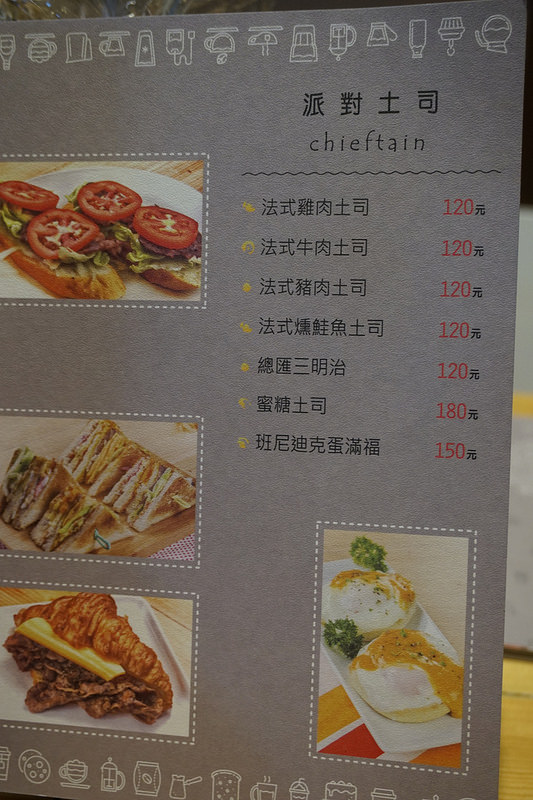 派對土司
chieftain
法式雞肉土司 120元
法式牛肉土司 120元
法式豬肉土司 120元
法式燻鮭魚土司 120元
總匯三明治 120元
蜜糖土司 180元
班尼迪克蛋滿福 150元